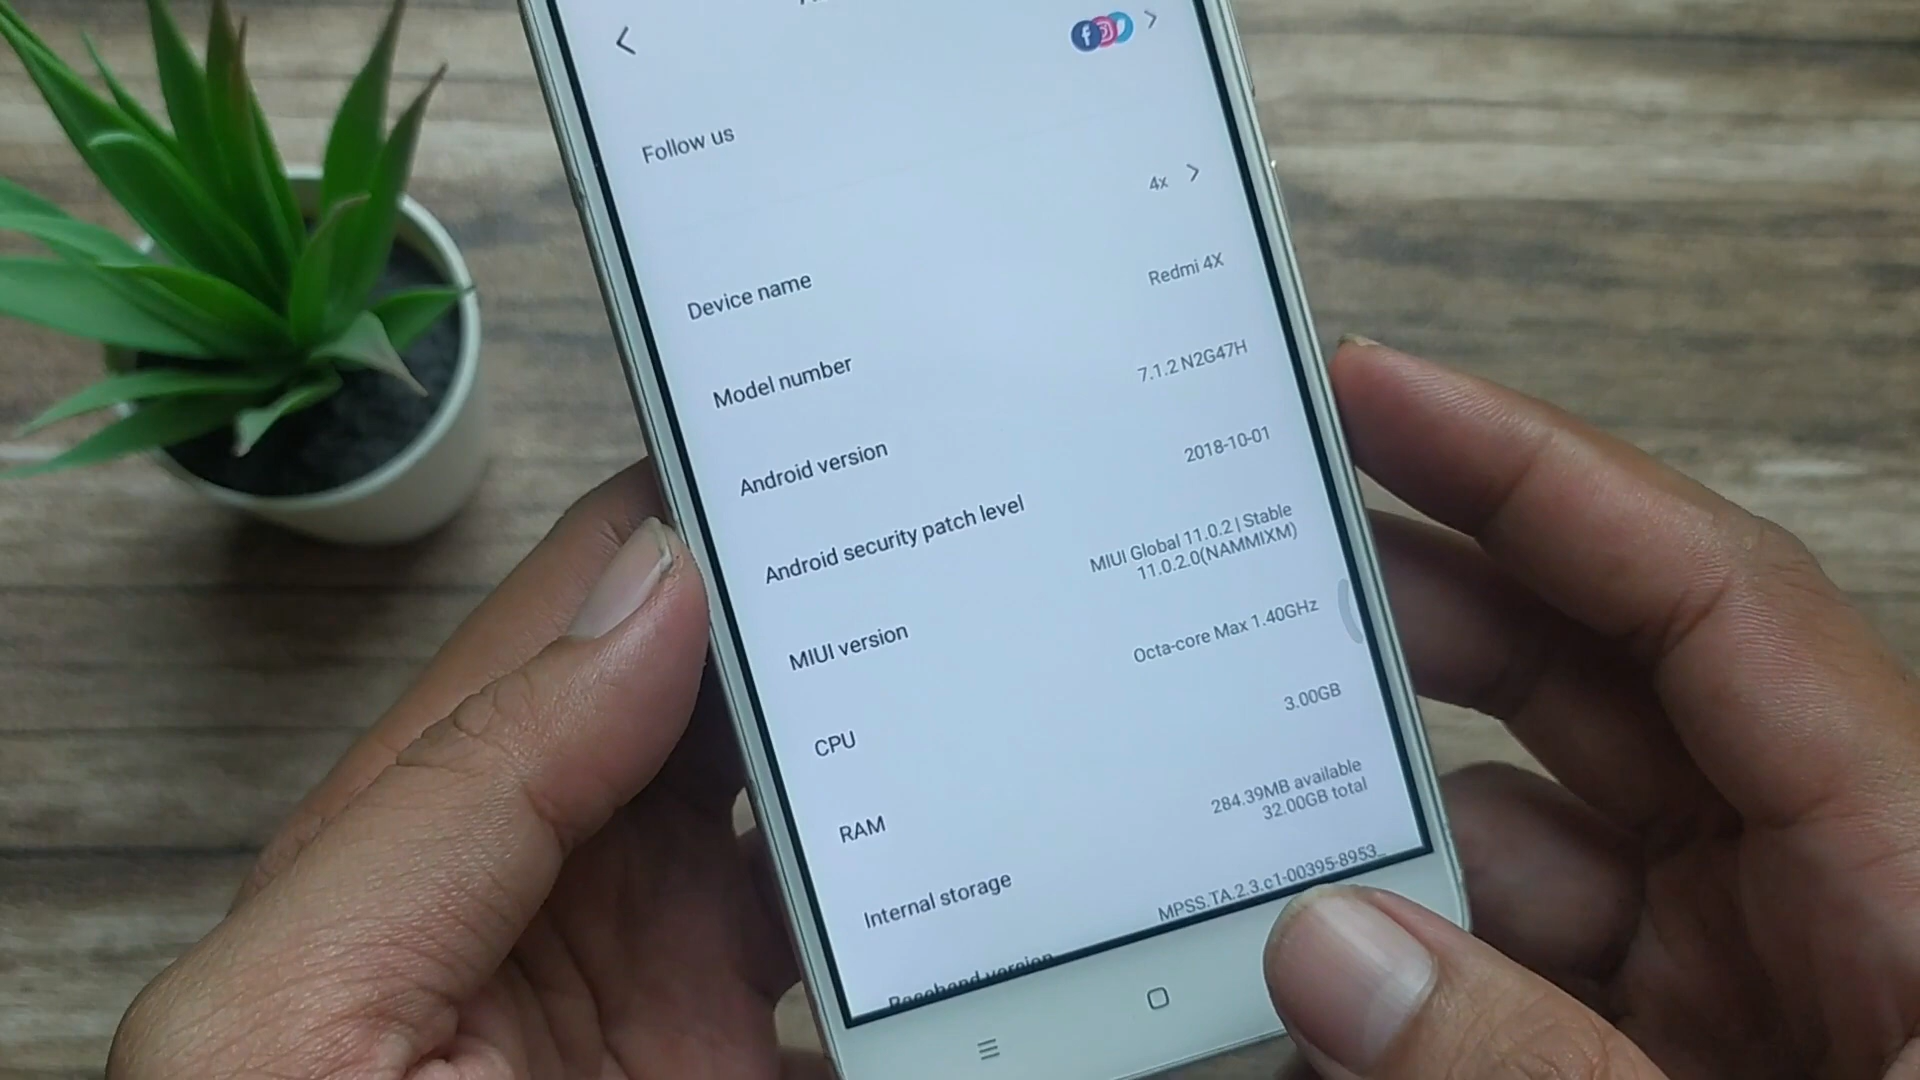 Follow us
4x
Device name
Redmi 4X
Model number
7.1.2 N2G47H
Android version
2018-10-01
Android security patch level
MIUI Global 11.0.2 | Stable
11.0.2.0(NAMMIXM)
MIUI version
Octa-core Max 1.40GHz
CPU
3.00GB
RAM
284.39MB available
32.00GB total
Internal storage
MPSS.TA.2.3.c1-00395-8953_
Baseband version